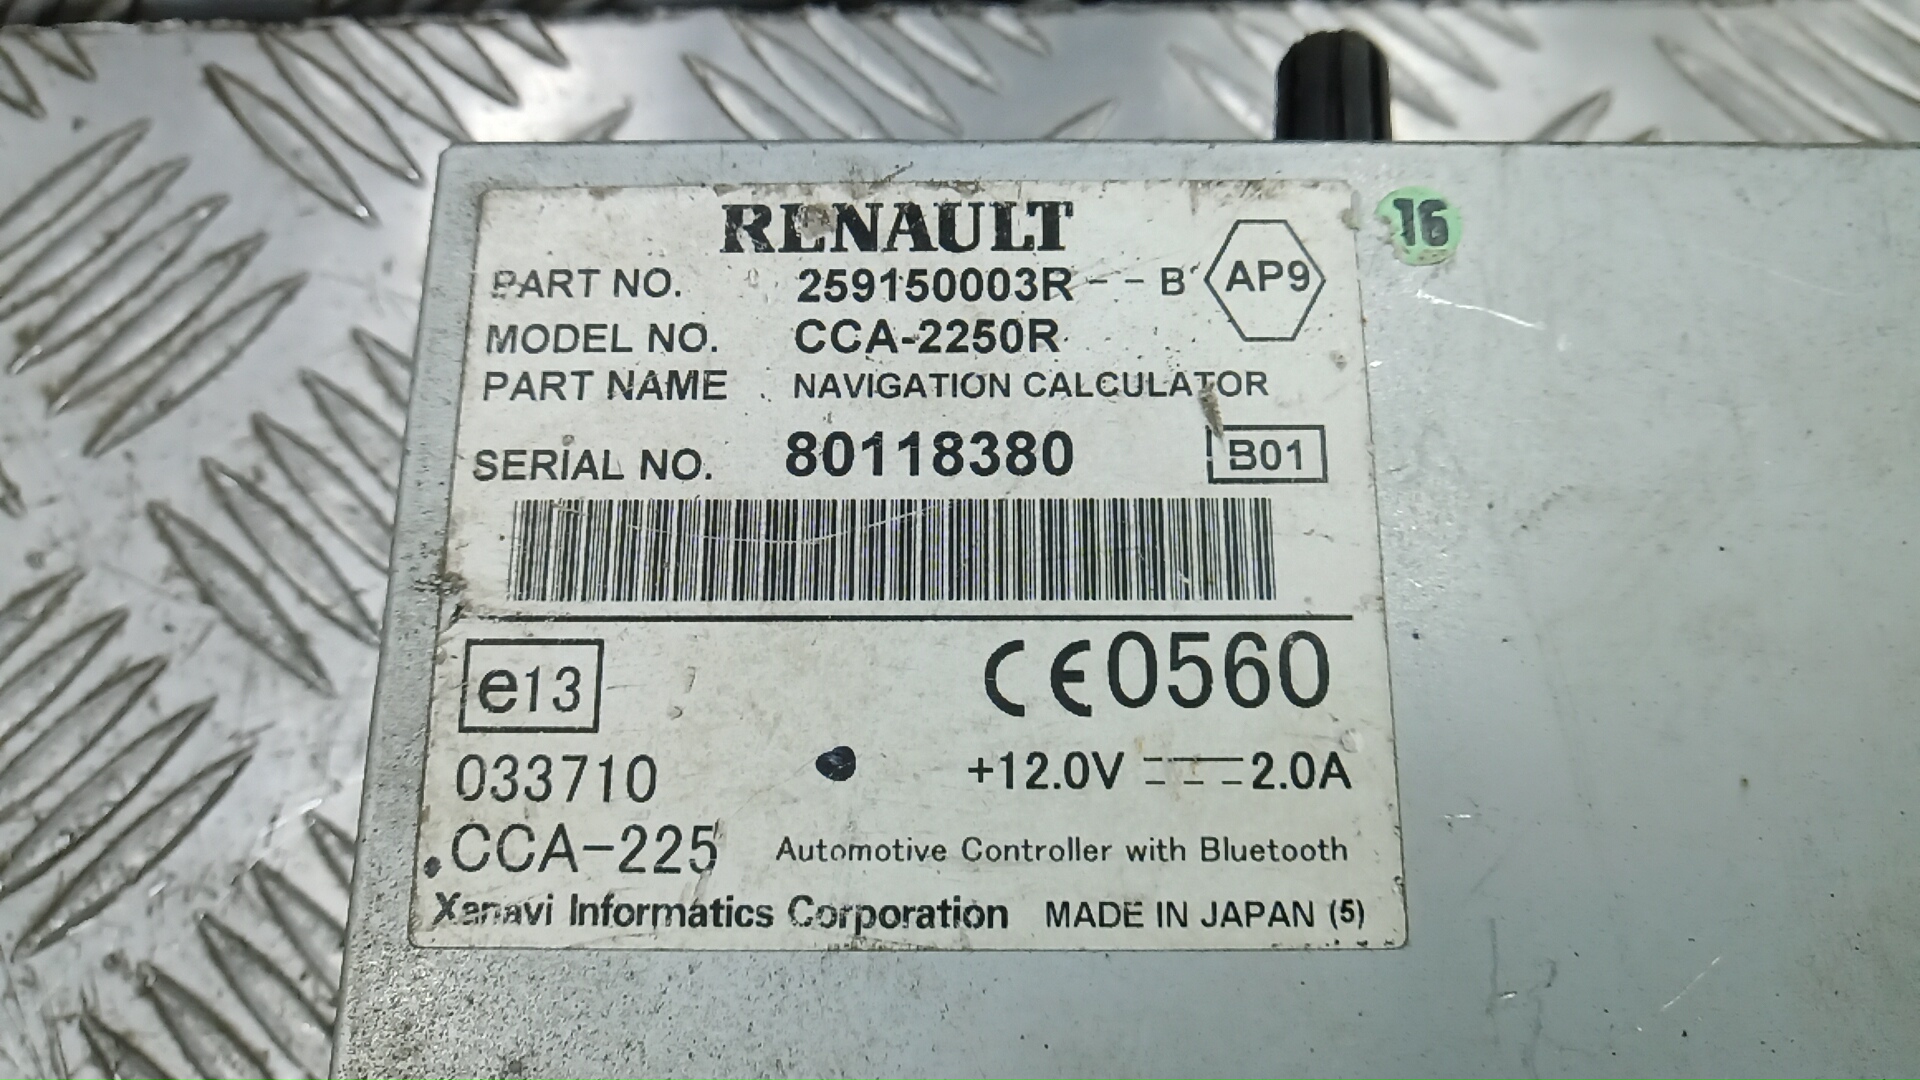 RENAULT
16
PART NO. 259150003R--B AP9
MODEL NO. CCA-2250R
PART NAME NAVIGATION CALCULATOR
SERIAL NO. 80118380 B01
e13 CE0560
033710 +12.0V 2.0A
CCA-225 Automotive Controller with Bluetooth
Xanavi Informatics Corporation MADE IN JAPAN (5)